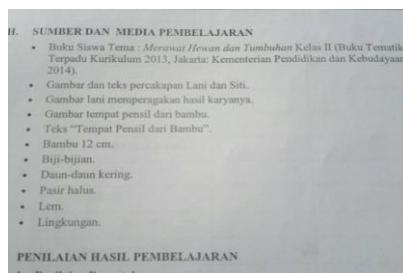 H. SUMBER DAN MEDIA PEMBELAJARAN
• Buku Siswa Tema : Merawat Hewan dan Tumbuhan Kelas II (Buku Tematik
Terpadu Kurikulum 2013, Jakarta: Kementerian Pendidikan dan Kebudayaan
2014).
• Gambar dan teks percakapan Lani dan Siti.
• Gambar lani memperagakan hasil karyanya.
• Gambar tempat pensil dari bambu.
• Teks "Tempat Pensil dari Bambu".
• Bambu 12 cm.
• Biji-bijian.
• Daun-daun kering.
• Pasir halus.
• Lem.
• Lingkungan.
PENILAIAN HASIL PEMBELAJARAN